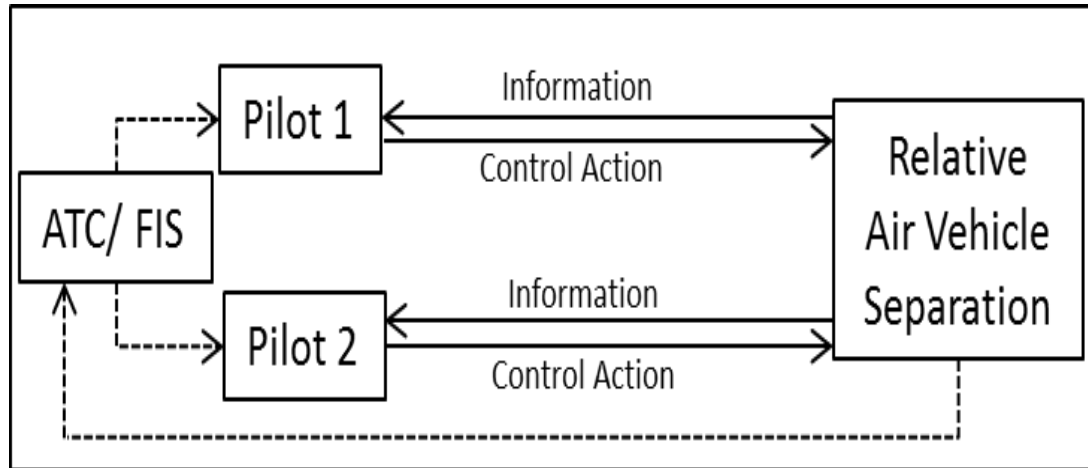 Information
Pilot 1
Control Action
ATC/ FIS
Relative
Air Vehicle
Separation
Information
Pilot 2
Control Action